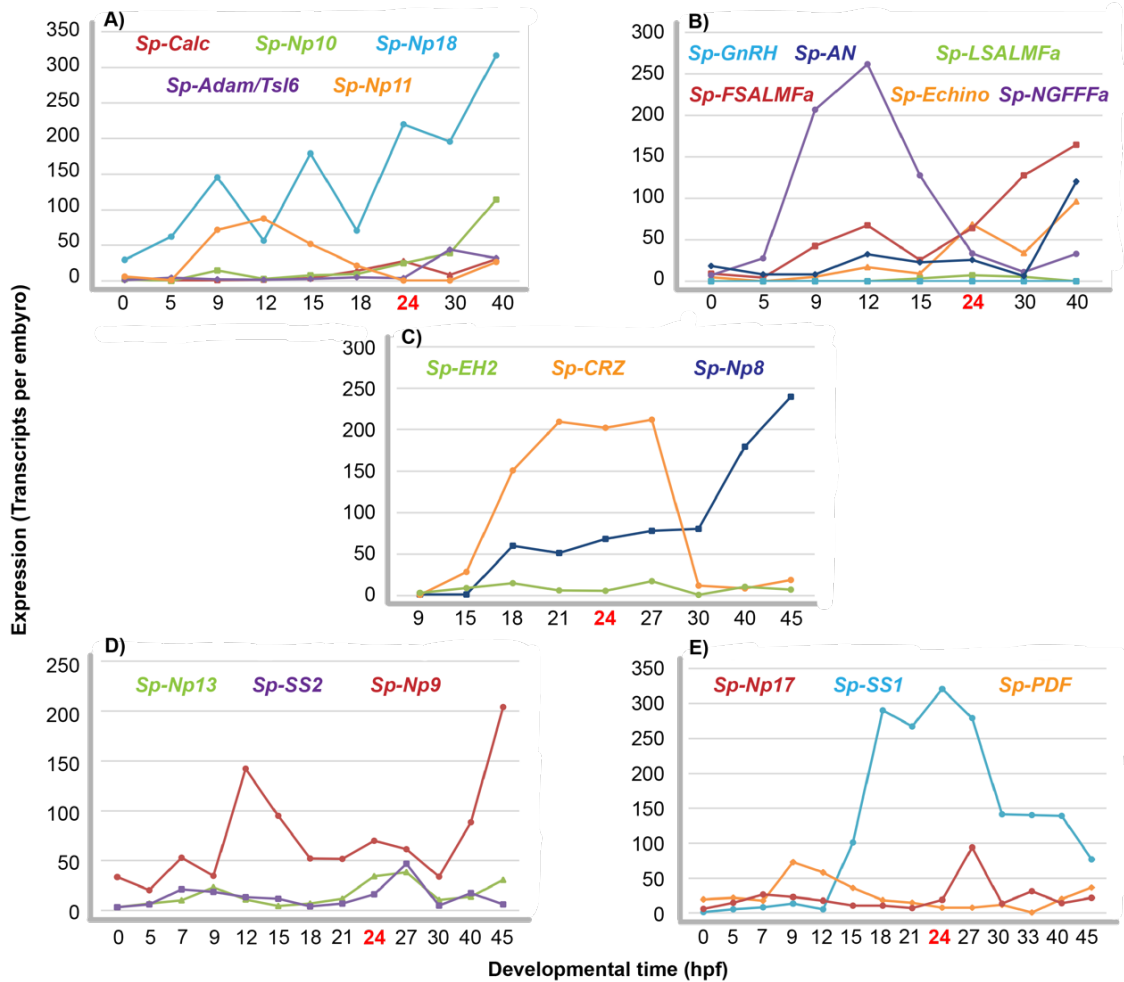 A)
Sp-Calc Sp-Np10 Sp-Np18
Sp-Adam/Tsl6 Sp-Np11
350
300
250
200
150
100
50
0
0 5 9 12 15 18 24 30 40
B)
Sp-GnRH Sp-AN Sp-LSALMFa
Sp-FSALMFa Sp-Echino Sp-NGFFFa
300
250
200
150
100
50
0
0 5 9 12 15 24 30 40
C)
Sp-EH2 Sp-CRZ Sp-Np8
300
250
200
150
100
50
0
9 15 18 21 24 27 30 40 45
Expression (Transcripts per embyro)
D)
Sp-Np13 Sp-SS2 Sp-Np9
250
200
150
100
50
0
0 5 7 9 12 15 18 21 24 27 30 40 45
E)
Sp-Np17 Sp-SS1 Sp-PDF
350
300
250
200
150
100
50
0
0 5 7 9 12 15 18 21 24 27 30 33 40 45
Developmental time (hpf)